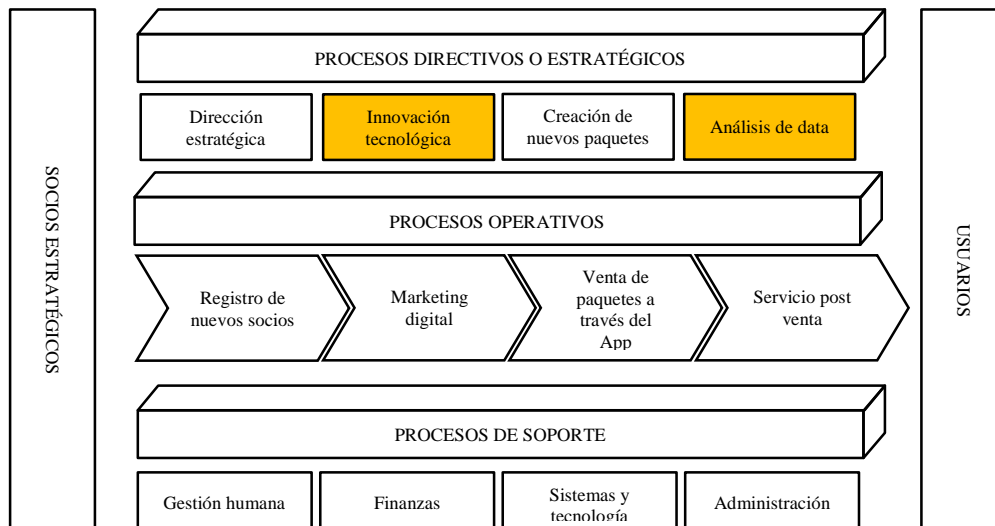 SOCIOS ESTRATÉGICOS
PROCESOS DIRECTIVOS O ESTRATÉGICOS
Dirección
estratégica
Innovación
tecnológica
Creación de
nuevos paquetes
Análisis de data
PROCESOS OPERATIVOS
Registro de
nuevos socios
Marketing
digital
Venta de
paquetes a
través del
App
Servicio post
venta
PROCESOS DE SOPORTE
Gestión humana
Finanzas
Sistemas y
tecnología
Administración
USUARIOS